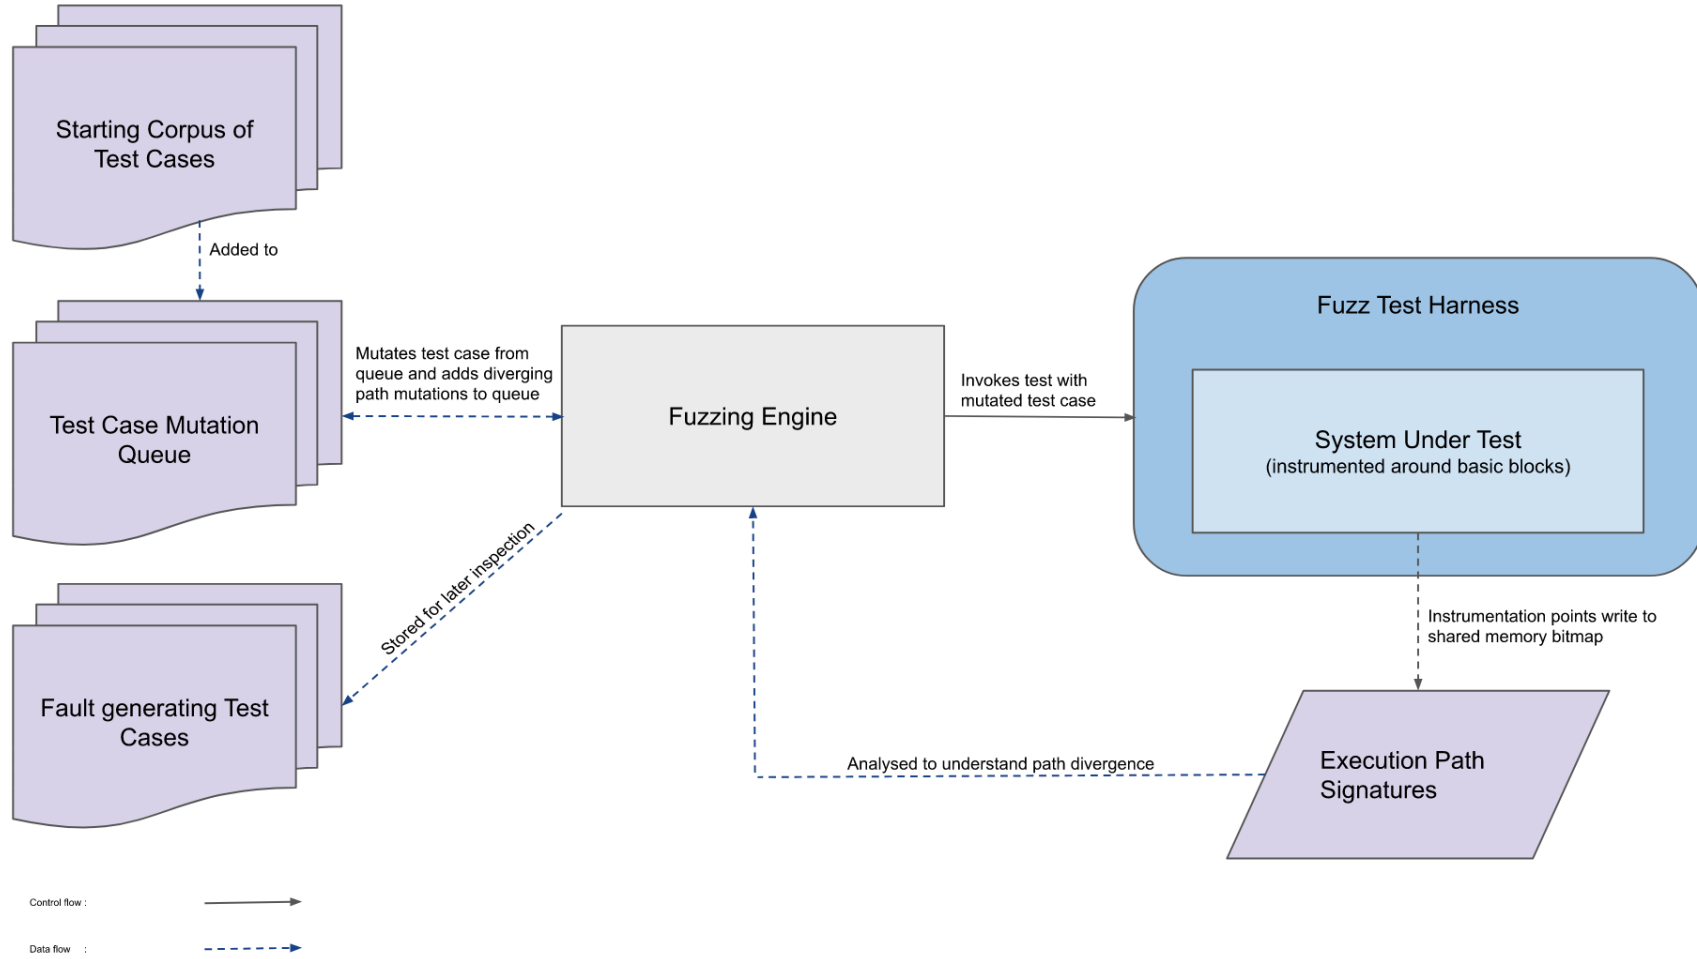 Starting Corpus of
Test Cases
Added to
Test Case Mutation
Queue
Mutates test case from
queue and adds diverging
path mutations to queue
Fuzzing Engine
Invokes test with
mutated test case
Fuzz Test Harness
System Under Test
(instrumented around basic blocks)
Stored for later inspection
Instrumentation points write to
shared memory bitmap
Fault generating Test
Cases
Analysed to understand path divergence
Execution Path
Signatures
Control flow :
Data flow :